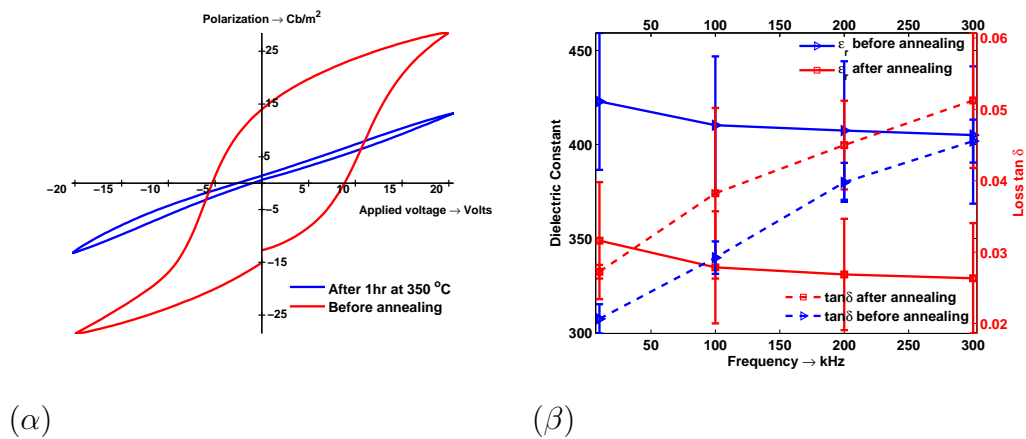 Polarization → Cb/m²
25
15
5
−5
−15
−25
−20 −15 −10 −5 0 5 10 15 20
Applied voltage → Volts
After 1hr at 350 °C
Before annealing
(α)
50 100 150 200 250 300
450
400
350
300
Dielectric Constant
εr before annealing
εr after annealing
0.06
0.05
0.04
0.03
0.02
Loss tan δ
tanδ after annealing
tanδ before annealing
50 100 150 200 250 300
Frequency → kHz
(β)